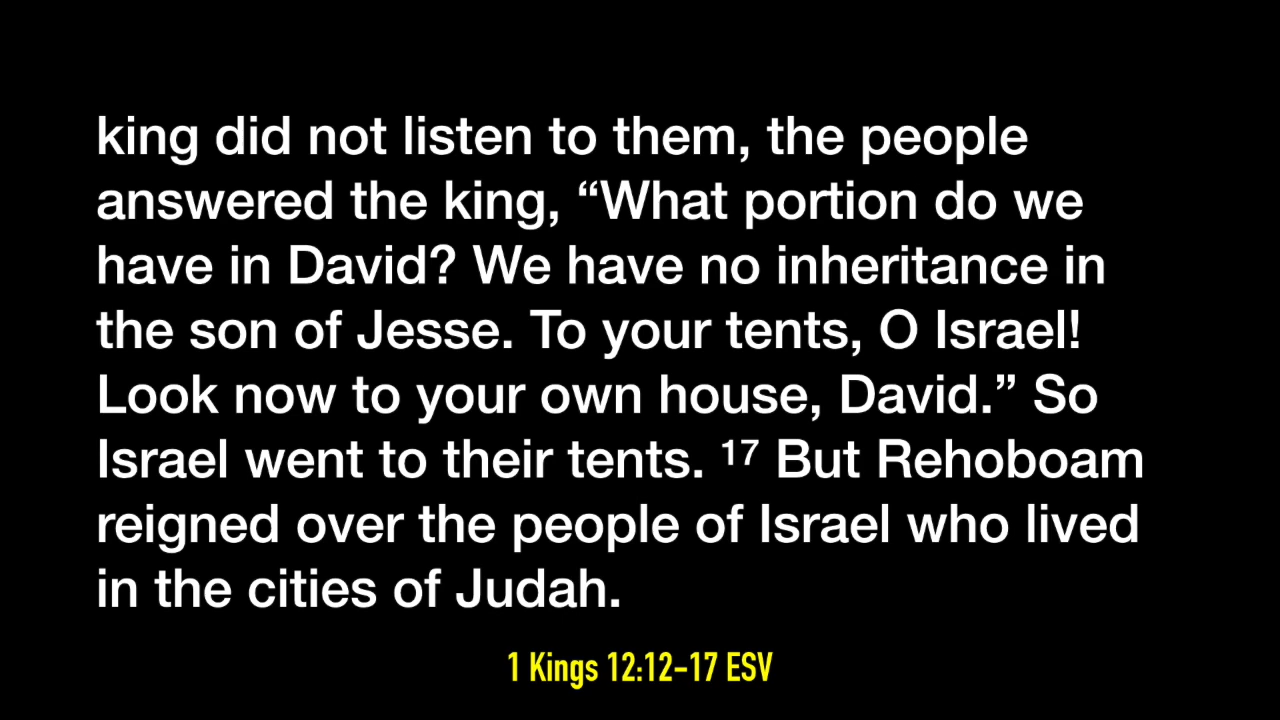 king did not listen to them, the people
answered the king, “What portion do we
have in David? We have no inheritance in
the son of Jesse. To your tents, O Israel!
Look now to your own house, David.” So
Israel went to their tents. ¹⁷ But Rehoboam
reigned over the people of Israel who lived
in the cities of Judah.
1 Kings 12:12–17 ESV